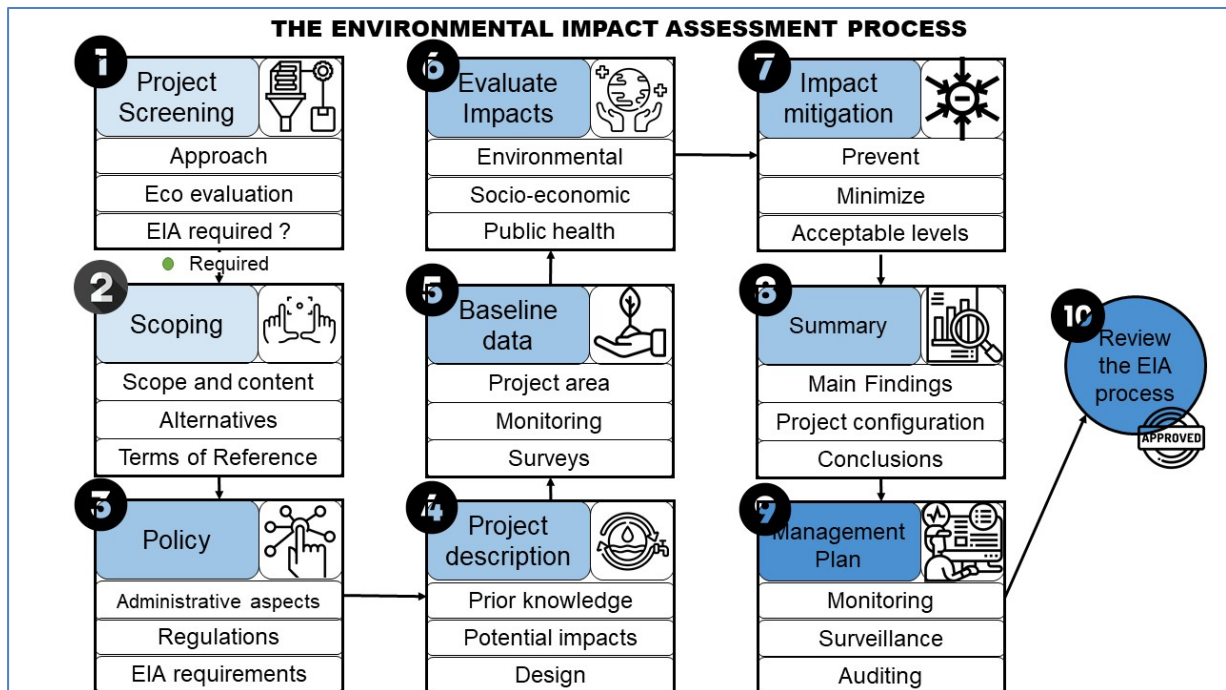 THE ENVIRONMENTAL IMPACT ASSESSMENT PROCESS
1
Project
Screening
Approach
Eco evaluation
EIA required ?
Required
2
Scoping
Scope and content
Alternatives
Terms of Reference
3
Policy
Administrative aspects
Regulations
EIA requirements
4
Project
description
Prior knowledge
Potential impacts
Design
5
Baseline
data
Project area
Monitoring
Surveys
6
Evaluate
Impacts
Environmental
Socio-economic
Public health
7
Impact
mitigation
Prevent
Minimize
Acceptable levels
8
Summary
Main Findings
Project configuration
Conclusions
9
Management
Plan
Monitoring
Surveillance
Auditing
10
Review
the EIA
process
APPROVED